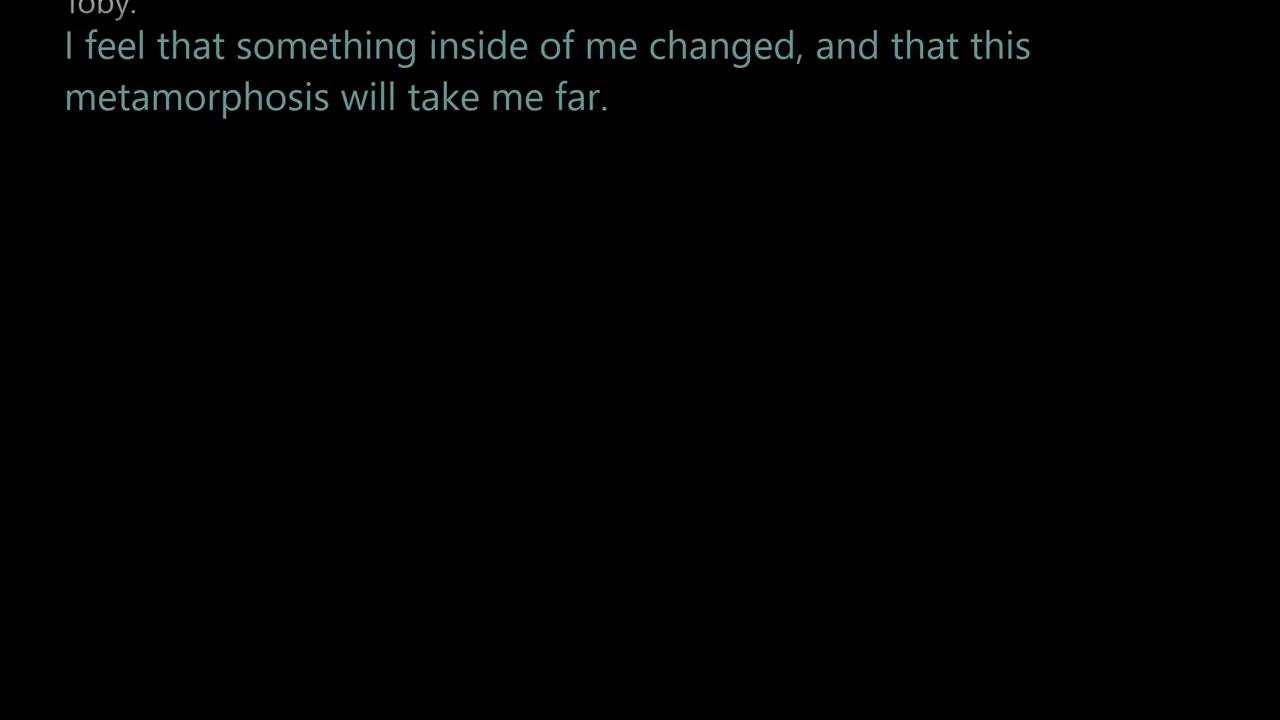 Toby.
I feel that something inside of me changed, and that this
metamorphosis will take me far.